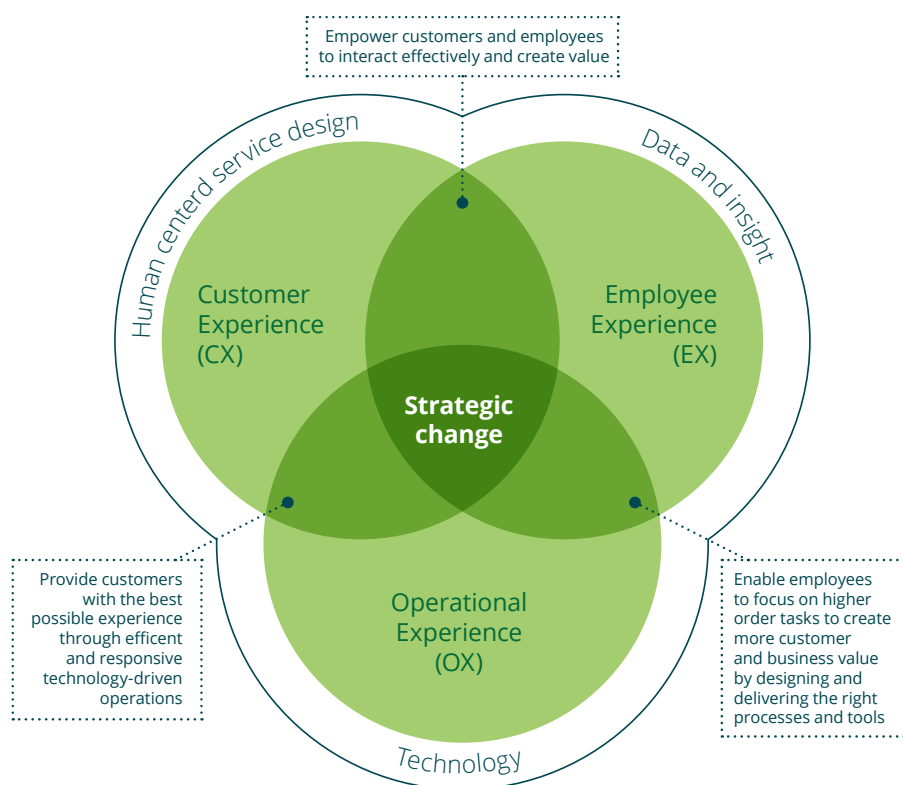 Empower customers and employees
to interact effectively and create value
Human centerd service design
Data and insight
Customer
Experience
(CX)
Employee
Experience
(EX)
Strategic
change
Operational
Experience
(OX)
Provide customers
with the best
possible experience
through efficent
and responsive
technology-driven
operations
Enable employees
to focus on higher
order tasks to create
more customer
and business value
by designing and
delivering the right
processes and tools
Technology